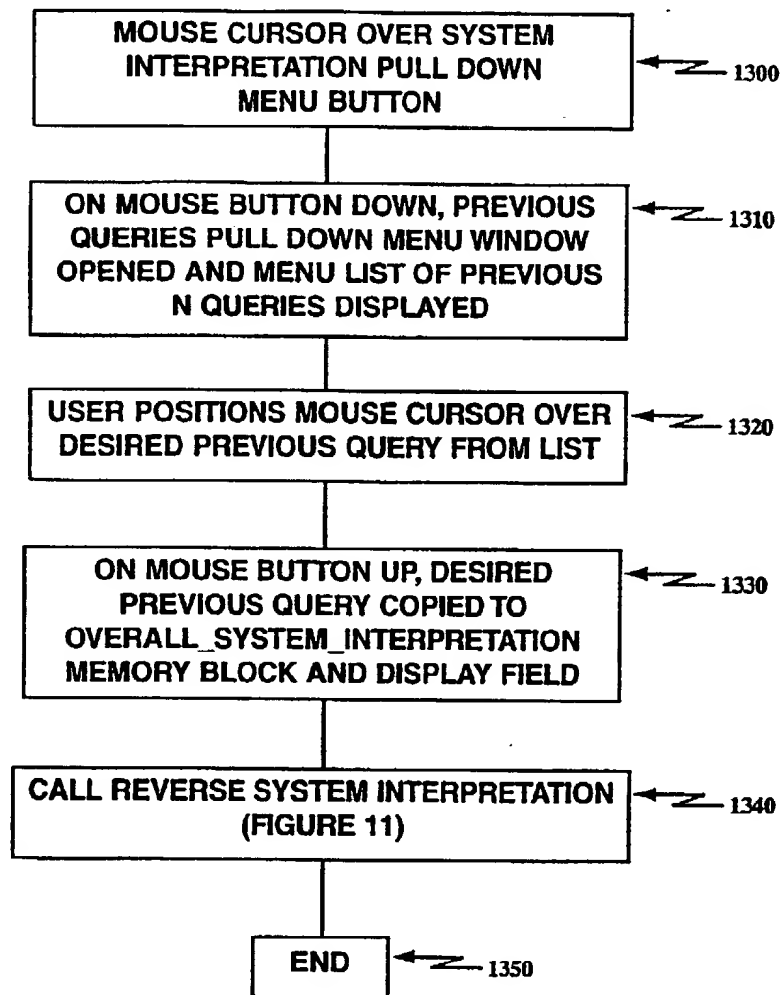 MOUSE CURSOR OVER SYSTEM
INTERPRETATION PULL DOWN
MENU BUTTON
1300
ON MOUSE BUTTON DOWN, PREVIOUS
QUERIES PULL DOWN MENU WINDOW
OPENED AND MENU LIST OF PREVIOUS
N QUERIES DISPLAYED
1310
USER POSITIONS MOUSE CURSOR OVER
DESIRED PREVIOUS QUERY FROM LIST
1320
ON MOUSE BUTTON UP, DESIRED
PREVIOUS QUERY COPIED TO
OVERALL_SYSTEM_INTERPRETATION
MEMORY BLOCK AND DISPLAY FIELD
1330
CALL REVERSE SYSTEM INTERPRETATION
(FIGURE 11)
1340
END
1350